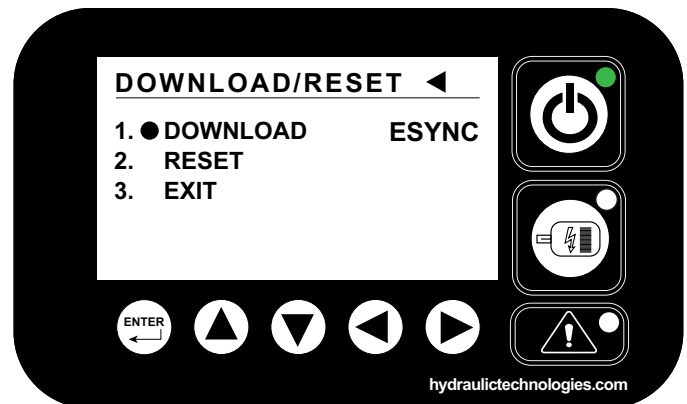 DOWNLOAD/RESET ◀
1. ● DOWNLOAD ESYNC
2. RESET
3. EXIT
ENTER
hydraulictechnologies.com